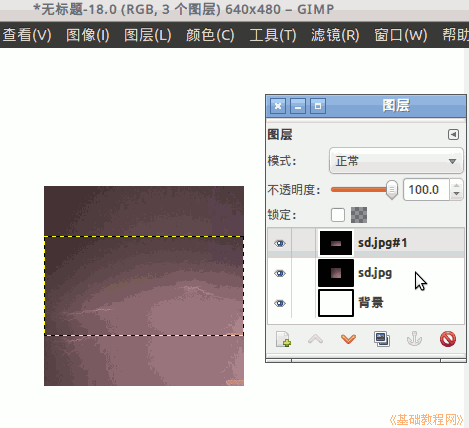 *无标题-18.0 (RGB, 3 个图层) 640x480 – GIMP
查看(V) 图像(I) 图层(L) 颜色(C) 工具(T) 滤镜(R) 窗口(W) 帮助
图层
图层
模式: 正常
不透明度: 100.0
锁定:
sd.jpg#1
sd.jpg
背景
《基础教程网》